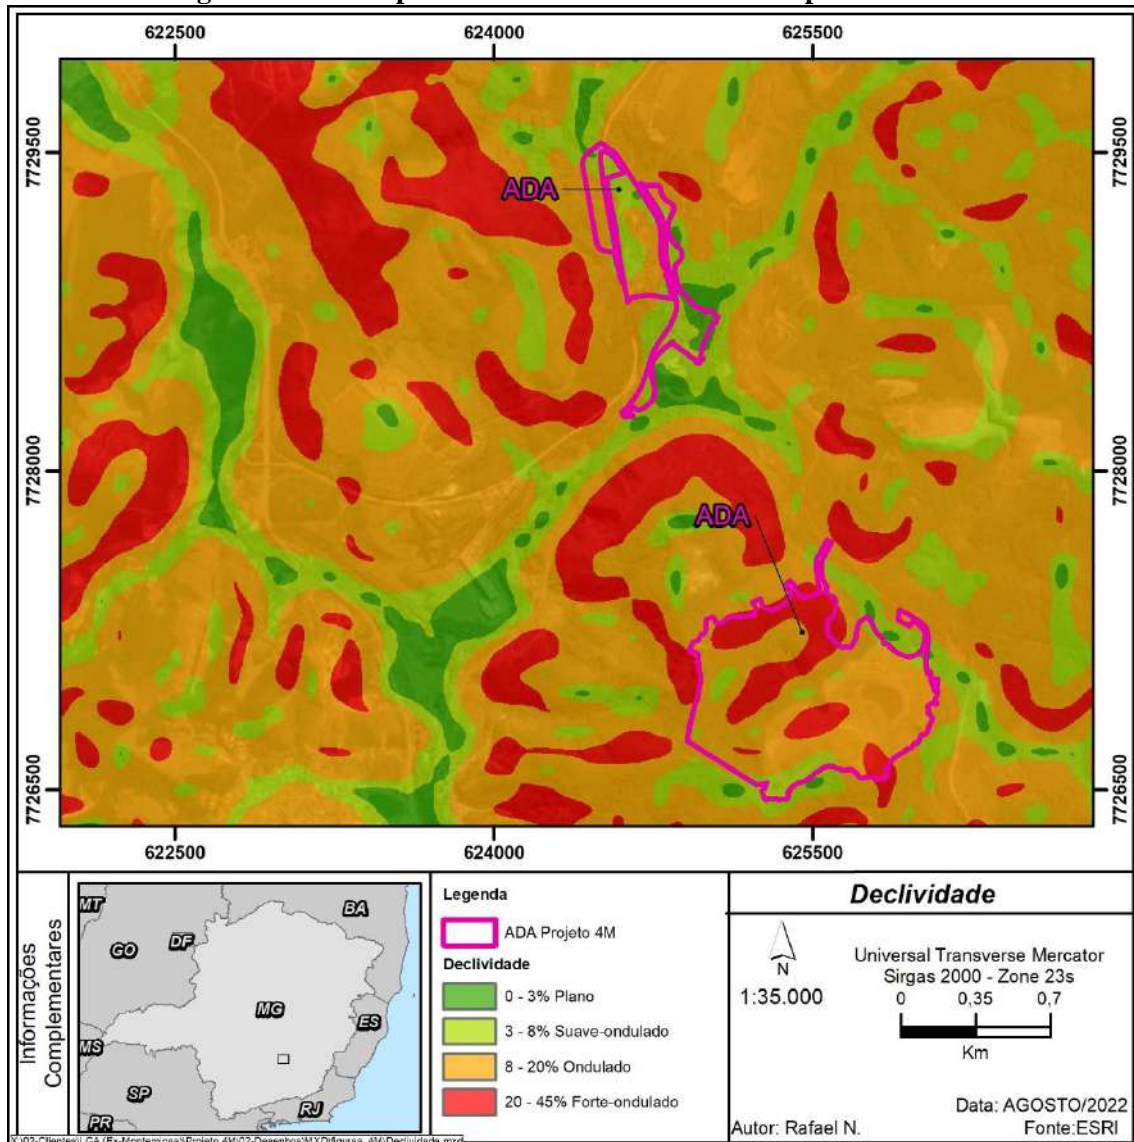 622500 624000 625500
7729500 7729500
ADA
7728000 7728000
ADA
7726500 7726500
622500 624000 625500
Informações
Complementares
MT
BA
GO
DF
MG
ES
MS
SP
RJ
PR
Legenda
ADA Projeto 4M
Declividade
0 - 3% Plano
3 - 8% Suave-ondulado
8 - 20% Ondulado
20 - 45% Forte-ondulado
Declividade
N
1:35.000
Universal Transverse Mercator
Sirgas 2000 - Zone 23s
0 0,35 0,7
Km
Data: AGOSTO/2022
Autor: Rafael N. Fonte:ESRI